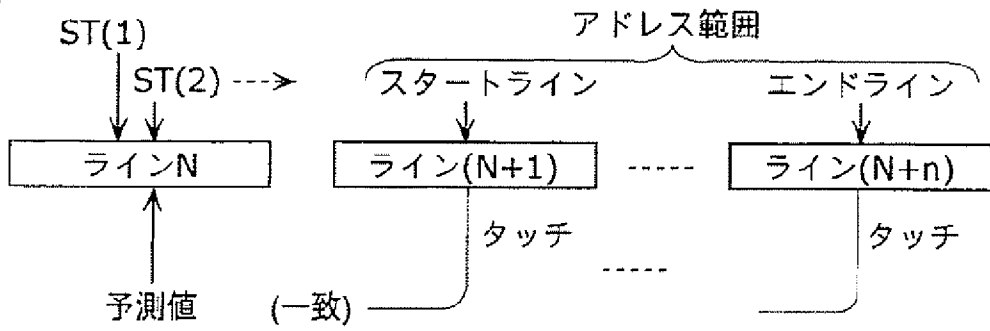 アドレス範囲
ST(1)
ST(2) ----> スタートライン エンドライン
ラインN ライン(N+1) ----- ライン(N+n)
タッチ タッチ
-----
予測値 (一致)